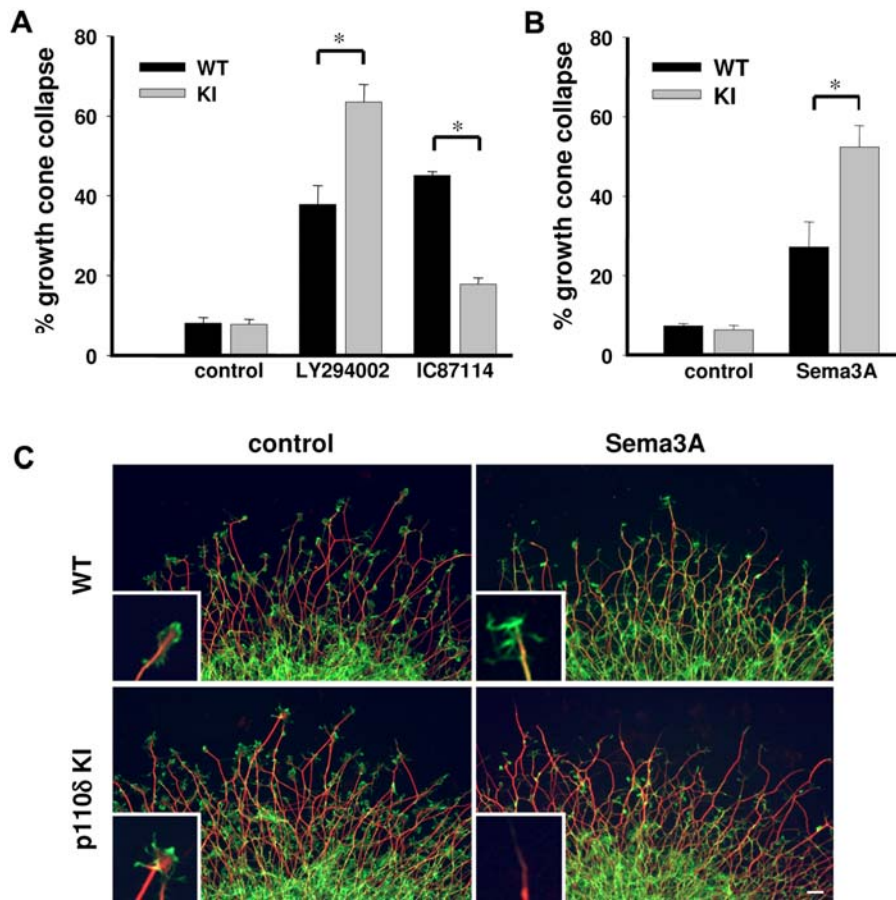 A
% growth cone collapse
80
60
40
20
0
WT
KI
*
*
control
LY294002
IC87114
B
% growth cone collapse
80
60
40
20
0
WT
KI
*
control
Sema3A
C
control
Sema3A
WT
p110δ KI